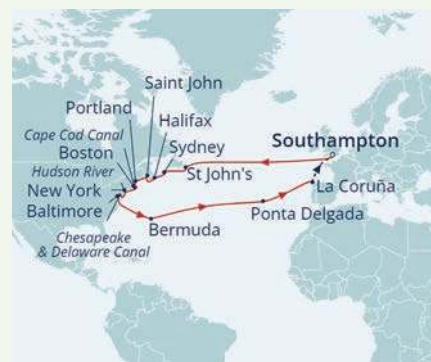 Saint John
Portland
Halifax
Cape Cod Canal
Sydney
Boston
Southampton
Hudson River
St John's
New York
La Coruña
Baltimore
Ponta Delgada
Chesapeake
& Delaware Canal
Bermuda